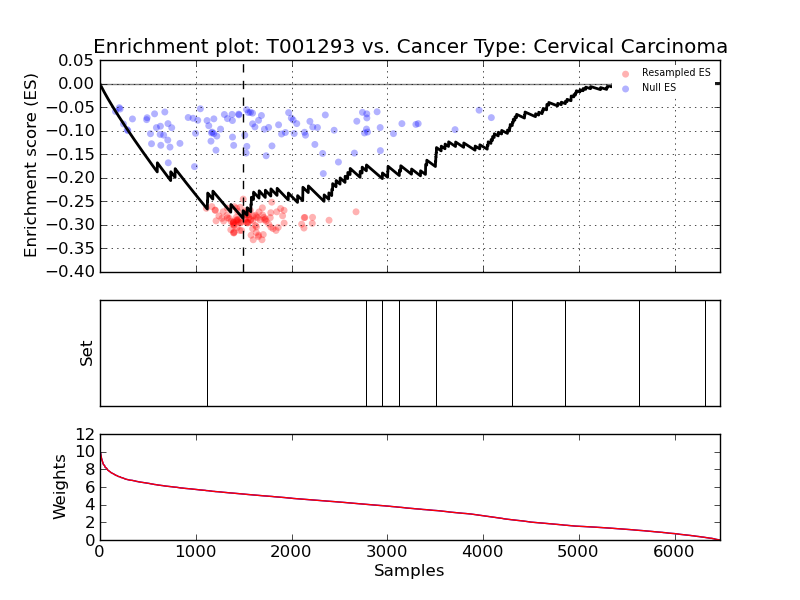 Enrichment plot: T001293 vs. Cancer Type: Cervical Carcinoma
0.05
0.00
−0.05
−0.10
−0.15
−0.20
−0.25
−0.30
−0.35
−0.40
Enrichment score (ES)
Resampled ES
Null ES
Set
12
10
8
6
4
2
0
Weights
0 1000 2000 3000 4000 5000 6000
Samples